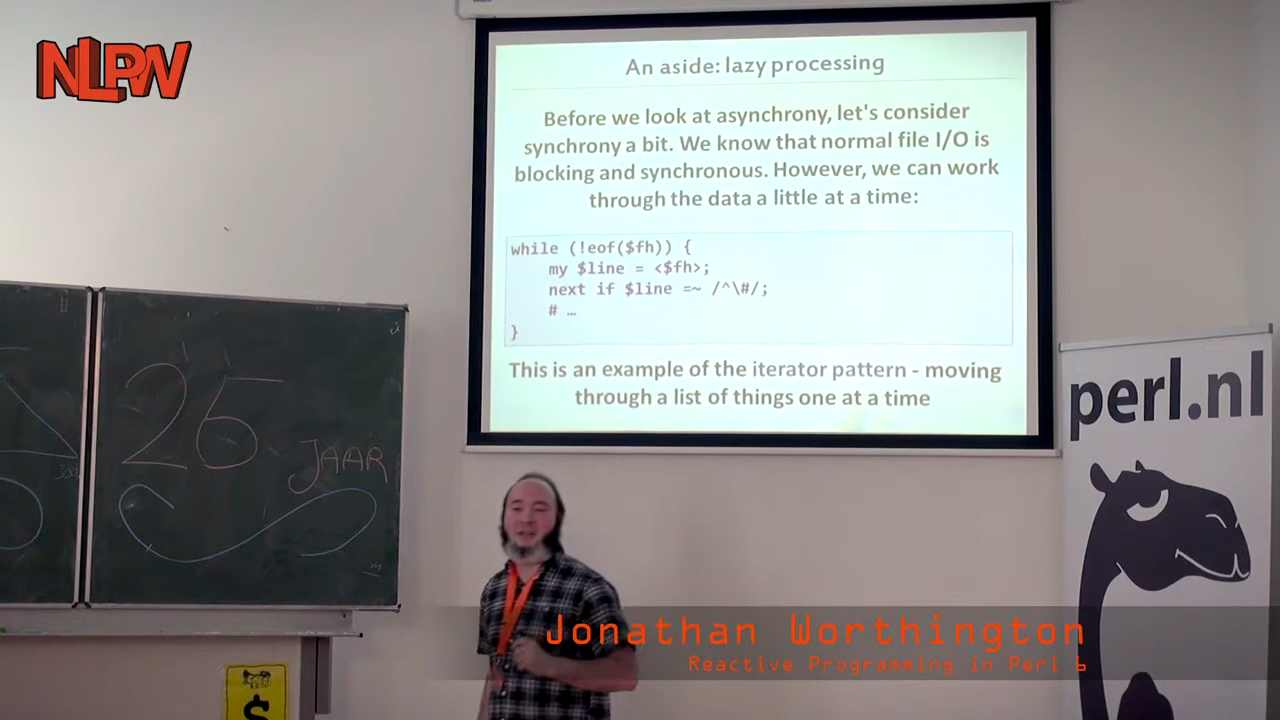 NLPW
An aside: lazy processing
Before we look at asynchrony, let's consider
synchrony a bit. We know that normal file I/O is
blocking and synchronous. However, we can work
through the data a little at a time:
while (!eof($fh)) {
    my $line = <$fh>;
    next if $line =~ /^\#/;
    # …
}
This is an example of the iterator pattern - moving
through a list of things one at a time
perl.nl
25
JAAR
Jonathan Worthington
Reactive Programming in Perl 6
$